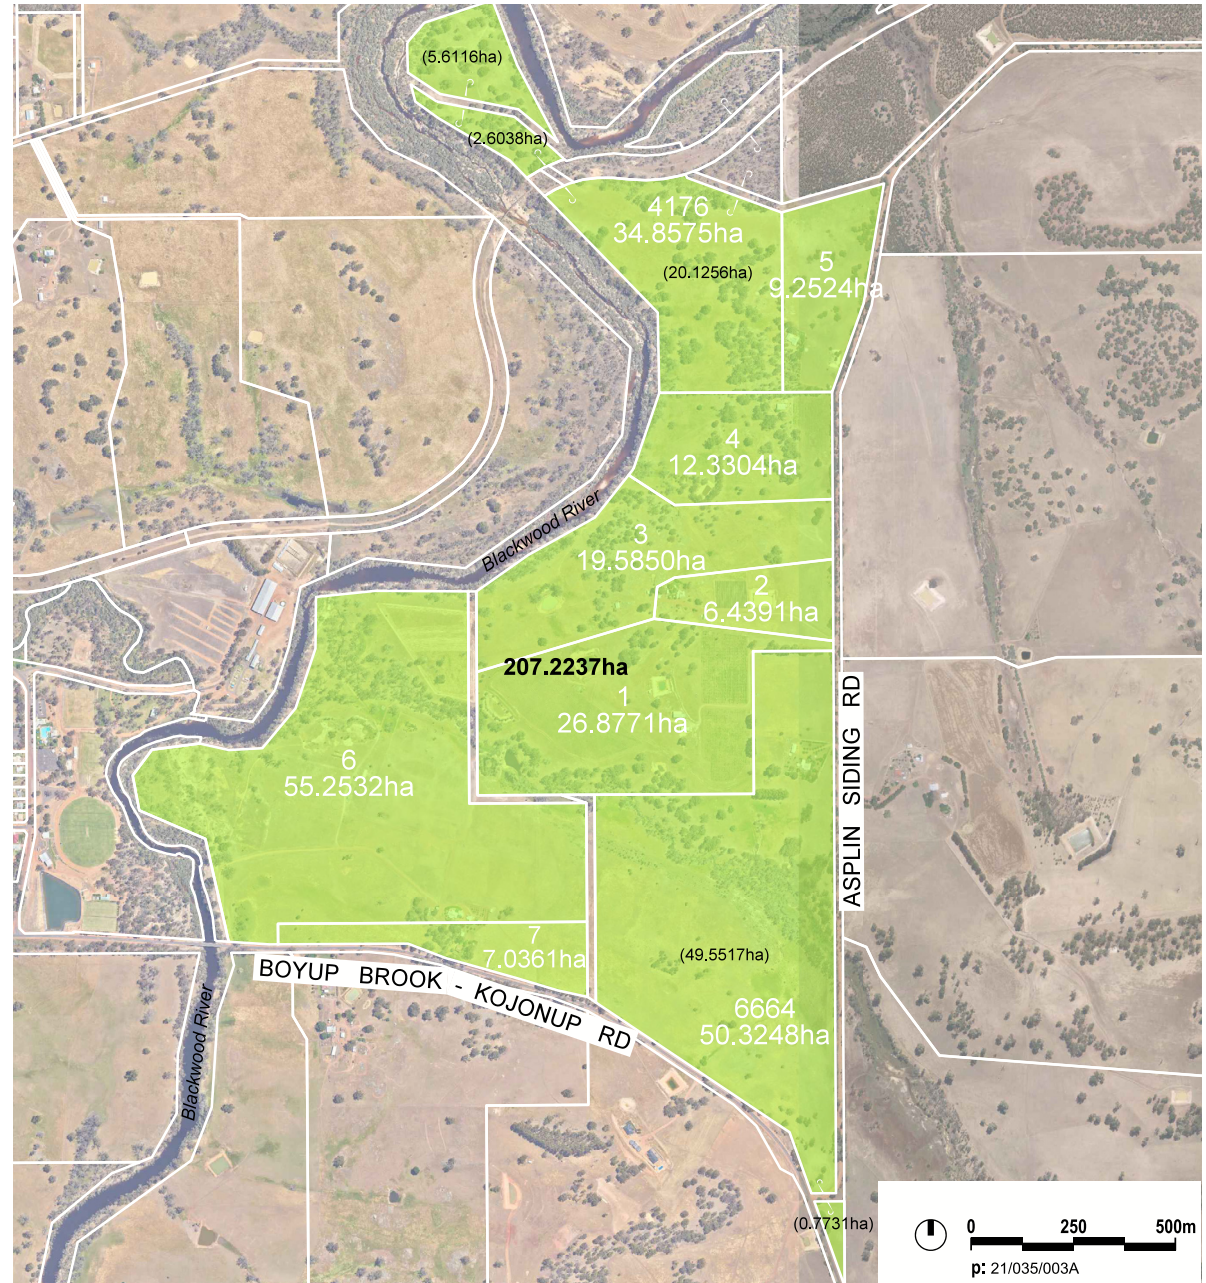 (5.6116ha)
(2.6038ha)
4176
34.8575ha
(20.1256ha)
5
9.2524ha
4
12.3304ha
Blackwood River
3
19.5850ha
2
6.4391ha
207.2237ha
1
26.8771ha
ASPLIN SIDING RD
6
55.2532ha
7
7.0361ha
(49.5517ha)
BOYUP BROOK - KOJONUP RD
6664
50.3248ha
Blackwood River
(0.7731ha)
0 250 500m
p: 21/035/003A